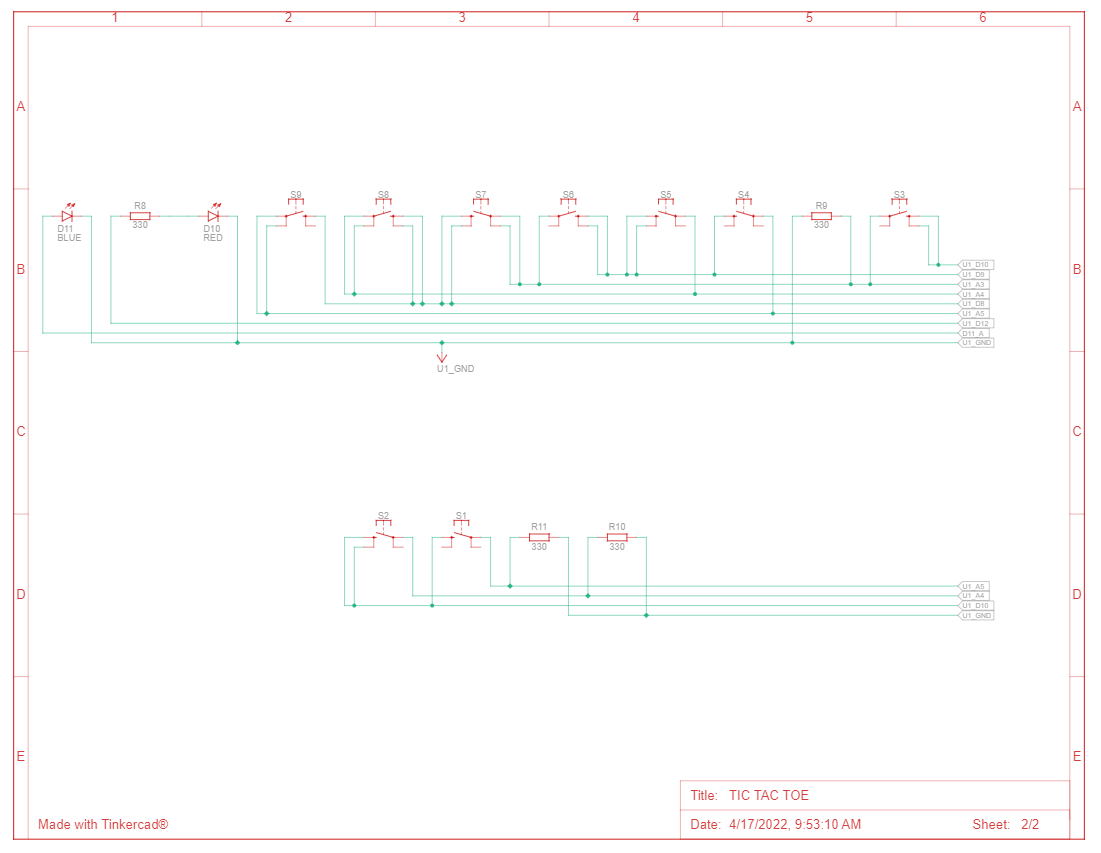 1 2 3 4 5 6
A A
S9 S8 S7 S6 S5 S4 S3
R8 R9
D11 330 D10 330
BLUE RED
B B
U1_D10
U1_D9
U1_A3
U1_A4
U1_D8
U1_A5
U1_D12
D11_A
U1_GND
U1_GND
C C
S2 S1
R11 R10
330 330
D D
U1_A5
U1_A4
U1_D10
U1_GND
E E
Title: TIC TAC TOE
Made with Tinkercad® Date: 4/17/2022, 9:53:10 AM Sheet: 2/2